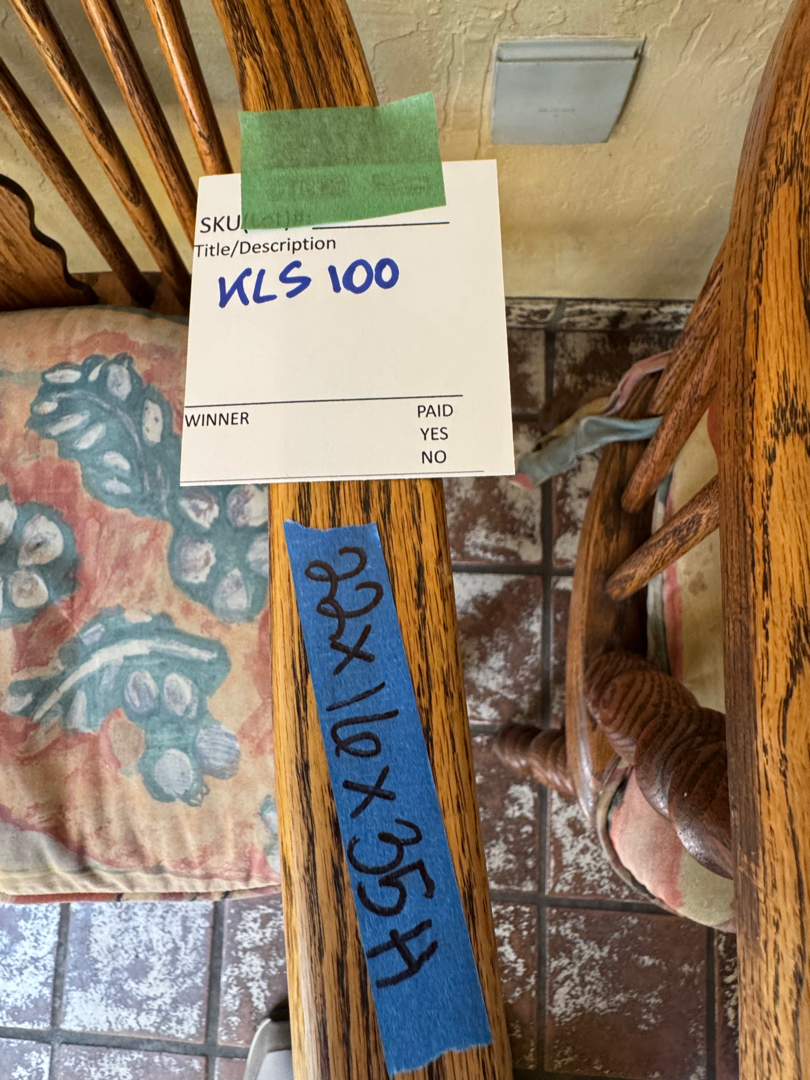 SKU(Lot)#:
Title/Description
KLS 100
WINNER
PAID
YES
NO
22x16x35H